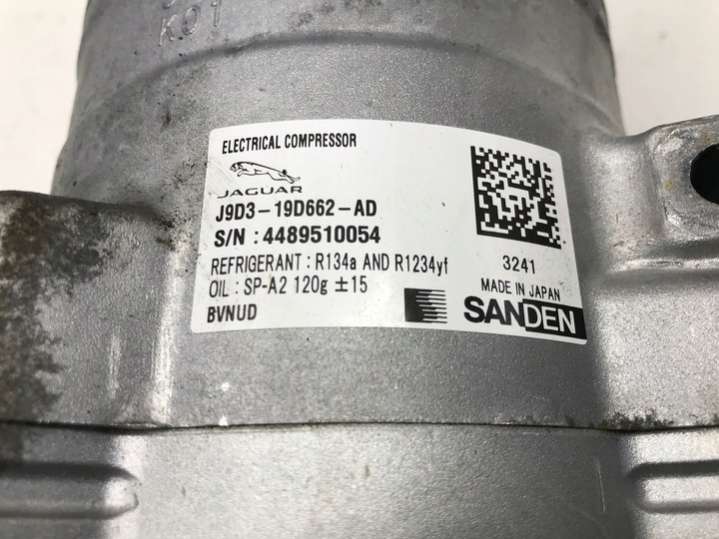 K01
ELECTRICAL COMPRESSOR
JAGUAR
J9D3-19D662-AD
S/N : 4489510054
REFRIGERANT : R134a AND R1234yf
OIL : SP-A2 120g ±15
BVNUD
3241
MADE IN JAPAN
SANDEN